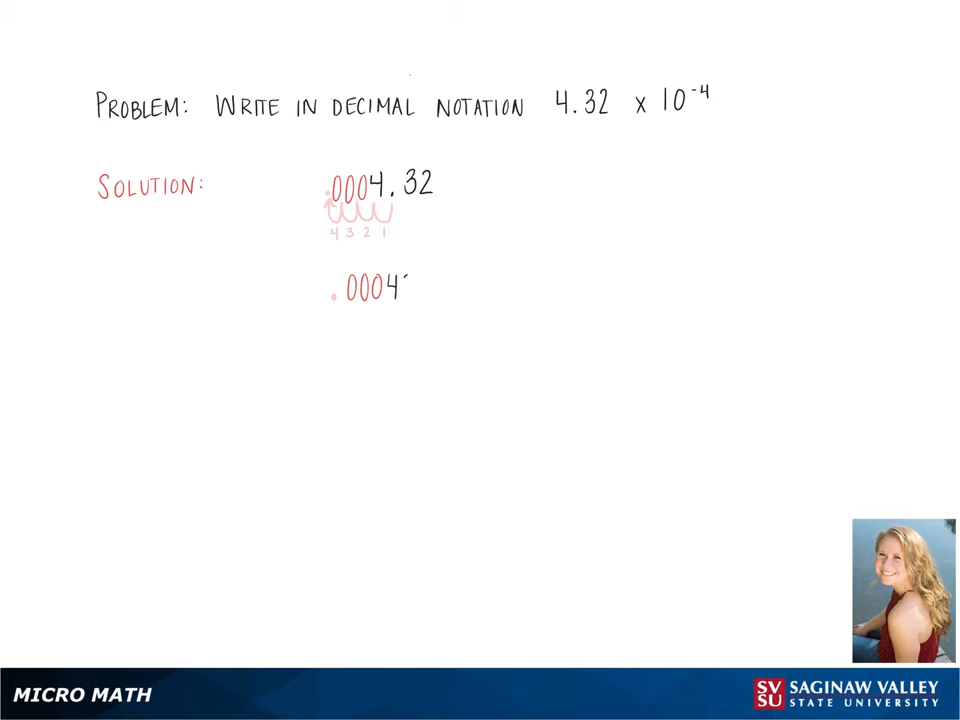 PROBLEM: WRITE IN DECIMAL NOTATION 4.32 x 10⁻⁴
SOLUTION: .0004.32
4 3 2 1
.0004
MICRO MATH
SV SU SAGINAW VALLEY
STATE UNIVERSITY